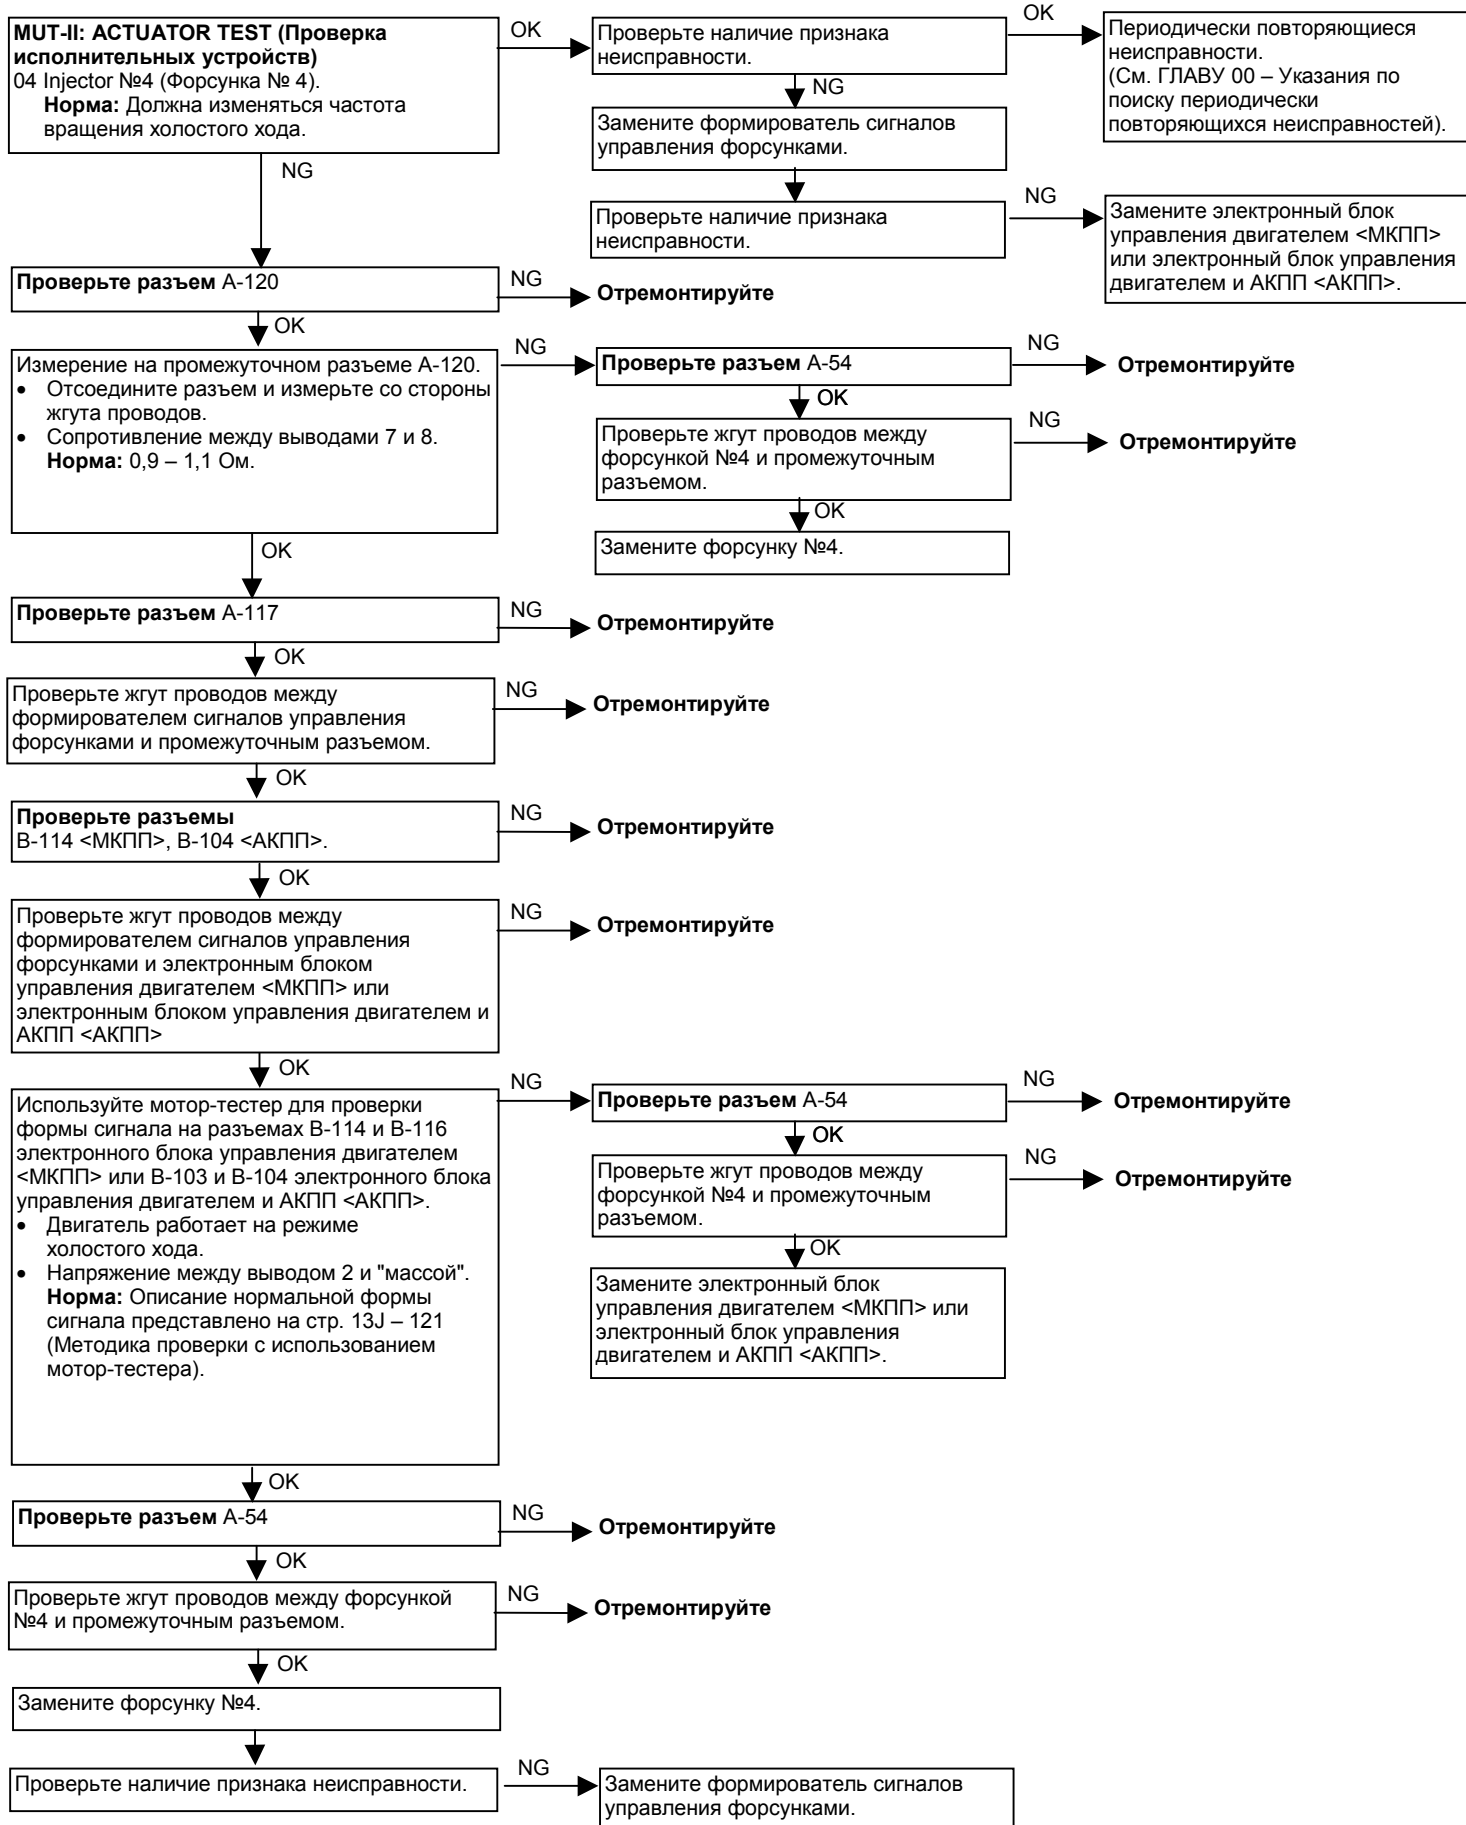 MUT-II: ACTUATOR TEST (Проверка
исполнительных устройств)
04 Injector №4 (Форсунка № 4).
Норма: Должна изменяться частота
вращения холостого хода.
OK
Проверьте наличие признака
неисправности.
OK
Периодически повторяющиеся
неисправности.
(См. ГЛАВУ 00 – Указания по
поиску периодически
повторяющихся неисправностей).
NG
Замените формирователь сигналов
управления форсунками.
NG
Проверьте наличие признака
неисправности.
NG
Замените электронный блок
управления двигателем <МКПП>
или электронный блок управления
двигателем и АКПП <АКПП>.
Проверьте разъем А-120
NG
Отремонтируйте
OK
Измерение на промежуточном разъеме А-120.
• Отсоедините разъем и измерьте со стороны
жгута проводов.
• Сопротивление между выводами 7 и 8.
Норма: 0,9 – 1,1 Ом.
NG
Проверьте разъем А-54
NG
Отремонтируйте
OK
Проверьте жгут проводов между
форсункой №4 и промежуточным
разъемом.
NG
Отремонтируйте
OK
Замените форсунку №4.
OK
Проверьте разъем А-117
NG
Отремонтируйте
OK
Проверьте жгут проводов между
формирователем сигналов управления
форсунками и промежуточным разъемом.
NG
Отремонтируйте
OK
Проверьте разъемы
В-114 <МКПП>, В-104 <АКПП>.
NG
Отремонтируйте
OK
Проверьте жгут проводов между
формирователем сигналов управления
форсунками и электронным блоком
управления двигателем <МКПП> или
электронным блоком управления двигателем и
АКПП <АКПП>
NG
Отремонтируйте
OK
Используйте мотор-тестер для проверки
формы сигнала на разъемах В-114 и В-116
электронного блока управления двигателем
<МКПП> или В-103 и В-104 электронного блока
управления двигателем и АКПП <АКПП>.
• Двигатель работает на режиме
холостого хода.
• Напряжение между выводом 2 и "массой".
Норма: Описание нормальной формы
сигнала представлено на стр. 13J – 121
(Методика проверки с использованием
мотор-тестера).
NG
Проверьте разъем А-54
NG
Отремонтируйте
OK
Проверьте жгут проводов между
форсункой №4 и промежуточным
разъемом.
NG
Отремонтируйте
OK
Замените электронный блок
управления двигателем <МКПП> или
электронный блок управления
двигателем и АКПП <АКПП>.
OK
Проверьте разъем А-54
NG
Отремонтируйте
OK
Проверьте жгут проводов между форсункой
№4 и промежуточным разъемом.
NG
Отремонтируйте
OK
Замените форсунку №4.
Проверьте наличие признака неисправности.
NG
Замените формирователь сигналов
управления форсунками.